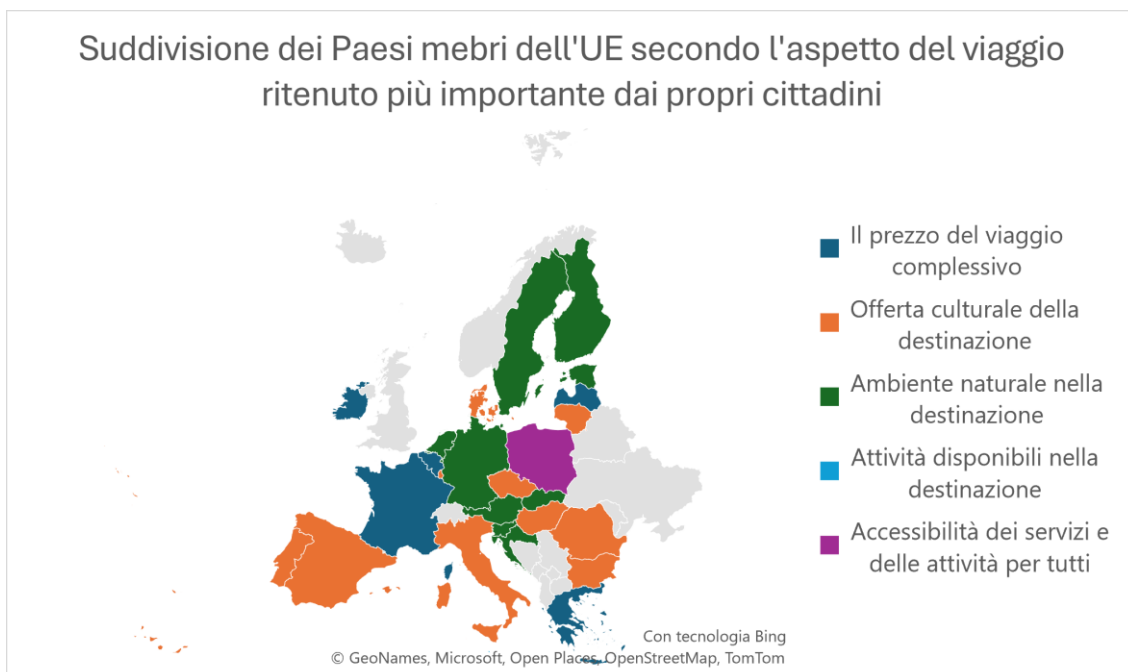 Suddivisione dei Paesi mebri dell'UE secondo l'aspetto del viaggio
ritenuto più importante dai propri cittadini
Il prezzo del viaggio
complessivo
Offerta culturale della
destinazione
Ambiente naturale nella
destinazione
Attività disponibili nella
destinazione
Accessibilità dei servizi e
delle attività per tutti
Con tecnologia Bing
© GeoNames, Microsoft, Open Places, OpenStreetMap, TomTom